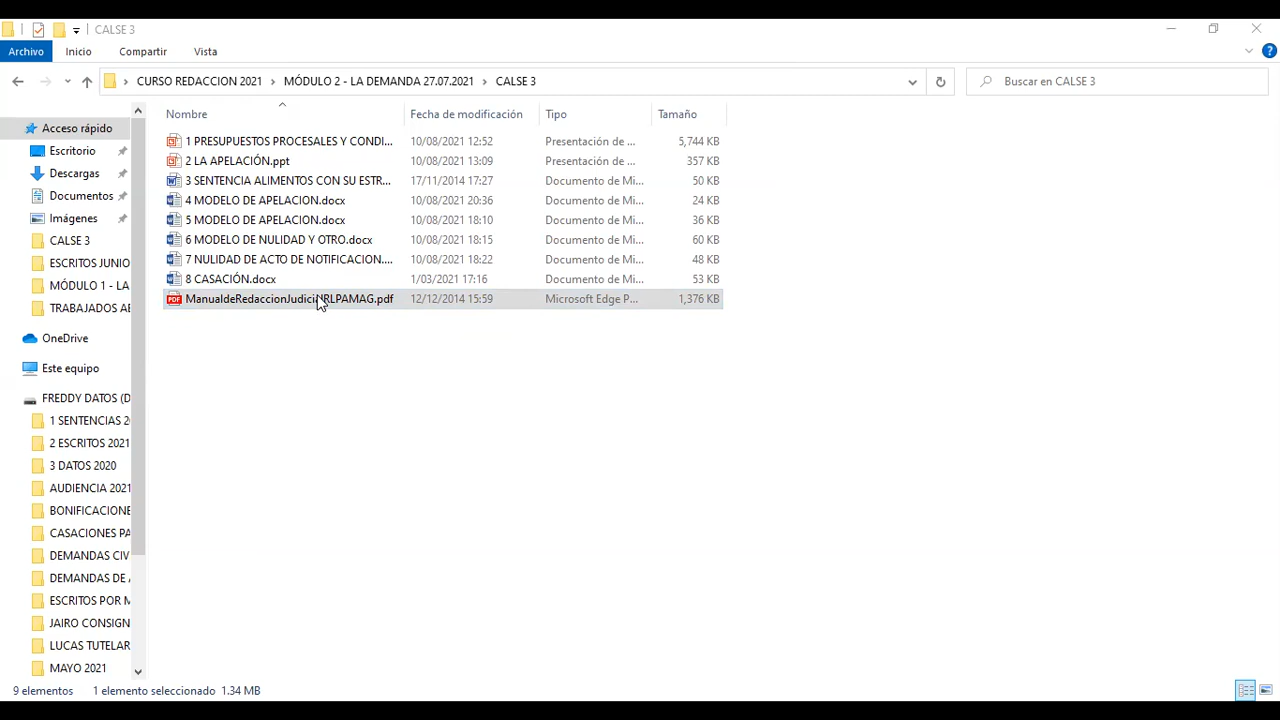 CALSE 3
Archivo Inicio Compartir Vista
CURSO REDACCION 2021 MÓDULO 2 - LA DEMANDA 27.07.2021 CALSE 3 Buscar en CALSE 3
Nombre Fecha de modificación Tipo Tamaño
Acceso rápido
Escritorio
Descargas
Documentos
Imágenes
CALSE 3
ESCRITOS JUNIO
MÓDULO 1 - LA
TRABAJADOS AB
OneDrive
Este equipo
FREDDY DATOS (D
1 SENTENCIAS 20
2 ESCRITOS 2021
3 DATOS 2020
AUDIENCIA 2021
BONIFICACIONE
CASACIONES PA
DEMANDAS CIV
DEMANDAS DE A
ESCRITOS POR M
JAIRO CONSIGN
LUCAS TUTELAR
MAYO 2021
1 PRESUPUESTOS PROCESALES Y CONDI... 10/08/2021 12:52 Presentación de ... 5,744 KB
2 LA APELACIÓN.ppt 10/08/2021 13:09 Presentación de ... 357 KB
3 SENTENCIA ALIMENTOS CON SU ESTR... 17/11/2014 17:27 Documento de Mi... 50 KB
4 MODELO DE APELACION.docx 10/08/2021 20:36 Documento de Mi... 24 KB
5 MODELO DE APELACION.docx 10/08/2021 18:10 Documento de Mi... 36 KB
6 MODELO DE NULIDAD Y OTRO.docx 10/08/2021 18:15 Documento de Mi... 60 KB
7 NULIDAD DE ACTO DE NOTIFICACION.... 10/08/2021 18:22 Documento de Mi... 48 KB
8 CASACIÓN.docx 1/03/2021 17:16 Documento de Mi... 53 KB
12/12/2014 15:59 Microsoft Edge P... 1,376 KB
9 elementos 1 elemento seleccionado 1.34 MB